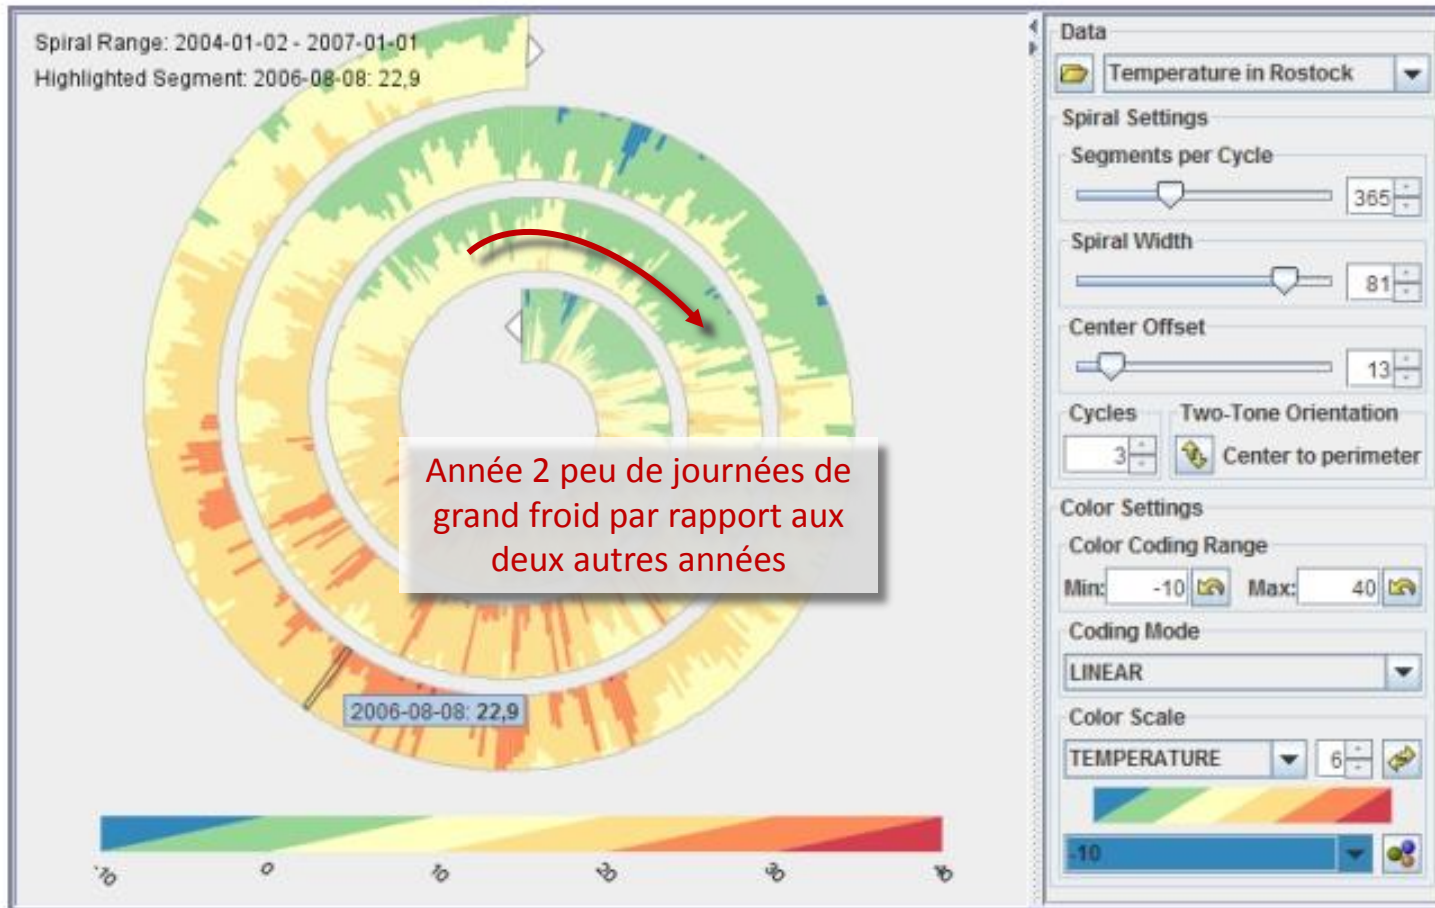 Spiral Range: 2004-01-02 - 2007-01-01
Highlighted Segment: 2006-08-08: 22,9
Année 2 peu de journées de
grand froid par rapport aux
deux autres années
2006-08-08: 22,9
-10 0 10 20 30 40
Data
Temperature in Rostock
Spiral Settings
Segments per Cycle
365
Spiral Width
81
Center Offset
13
Cycles Two-Tone Orientation
3 Center to perimeter
Color Settings
Color Coding Range
Min: -10 Max: 40
Coding Mode
LINEAR
Color Scale
TEMPERATURE 6
-10